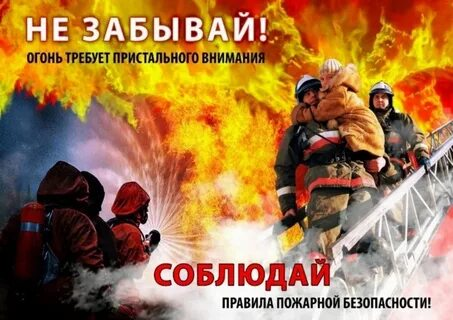 НЕ ЗАБЫВАЙ!
ОГОНЬ ТРЕБУЕТ ПРИСТАЛЬНОГО ВНИМАНИЯ
СОБЛЮДАЙ
ПРАВИЛА ПОЖАРНОЙ БЕЗОПАСНОСТИ!